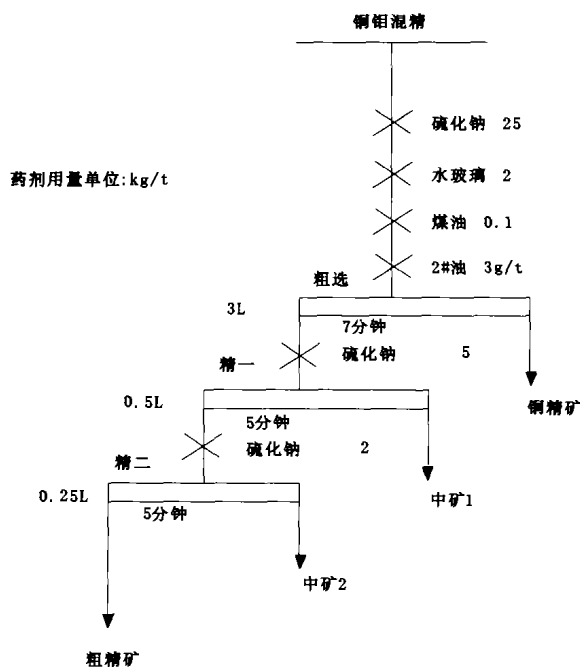 铜钼混精
硫化钠 25
药剂用量单位:kg/t
水玻璃 2
煤油 0.1
2#油 3g/t
粗选
3L
7分钟
精一
硫化钠 5
铜精矿
0.5L
5分钟
硫化钠 2
精二
0.25L
5分钟
中矿1
中矿2
粗精矿